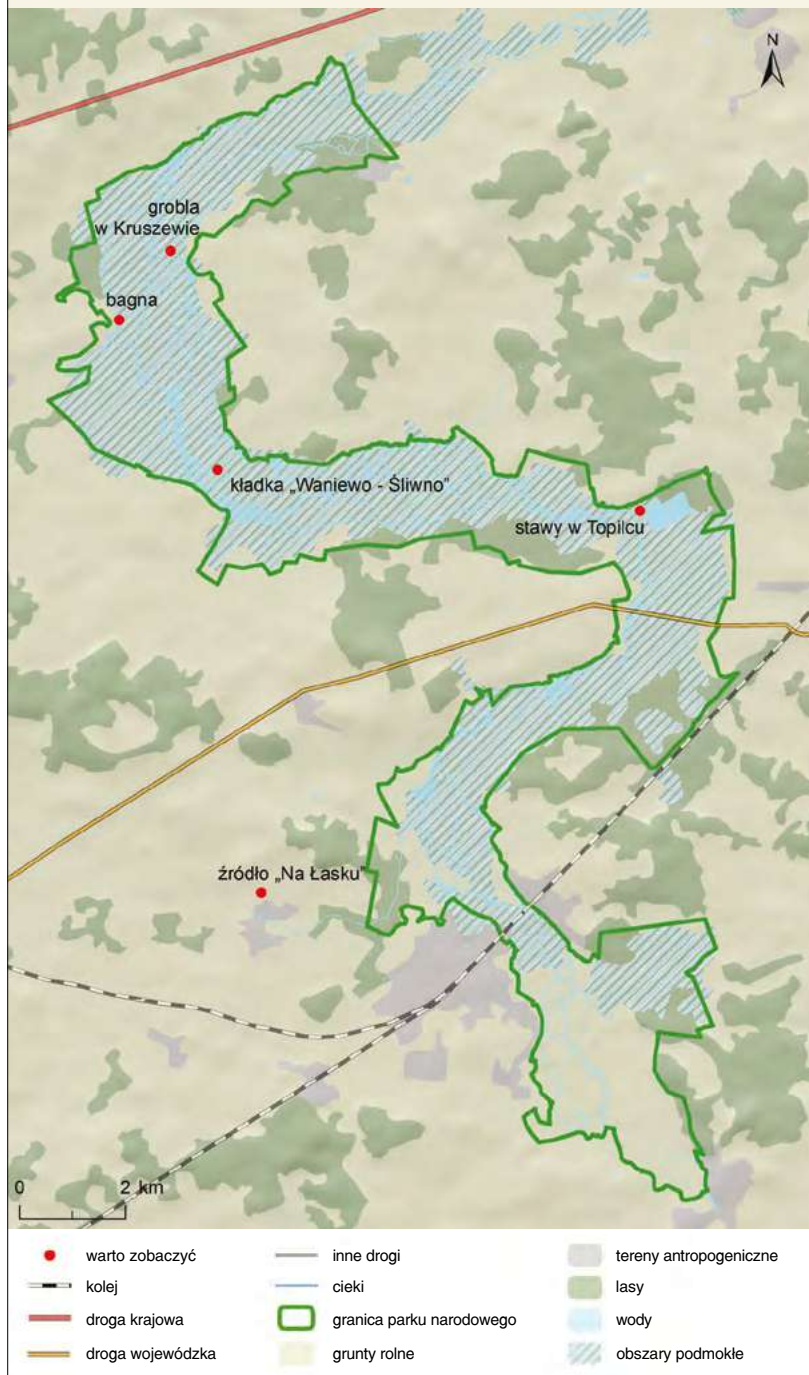 N
grobla
w Kruszewie
bagna
kładka „Waniewo - Śliwno”
stawy w Topilcu
źródło „Na Łasku”
0 2 km
warto zobaczyć
kolej
droga krajowa
droga wojewódzka
inne drogi
cieki
granica parku narodowego
grunty rolne
tereny antropogeniczne
lasy
wody
obszary podmokłe